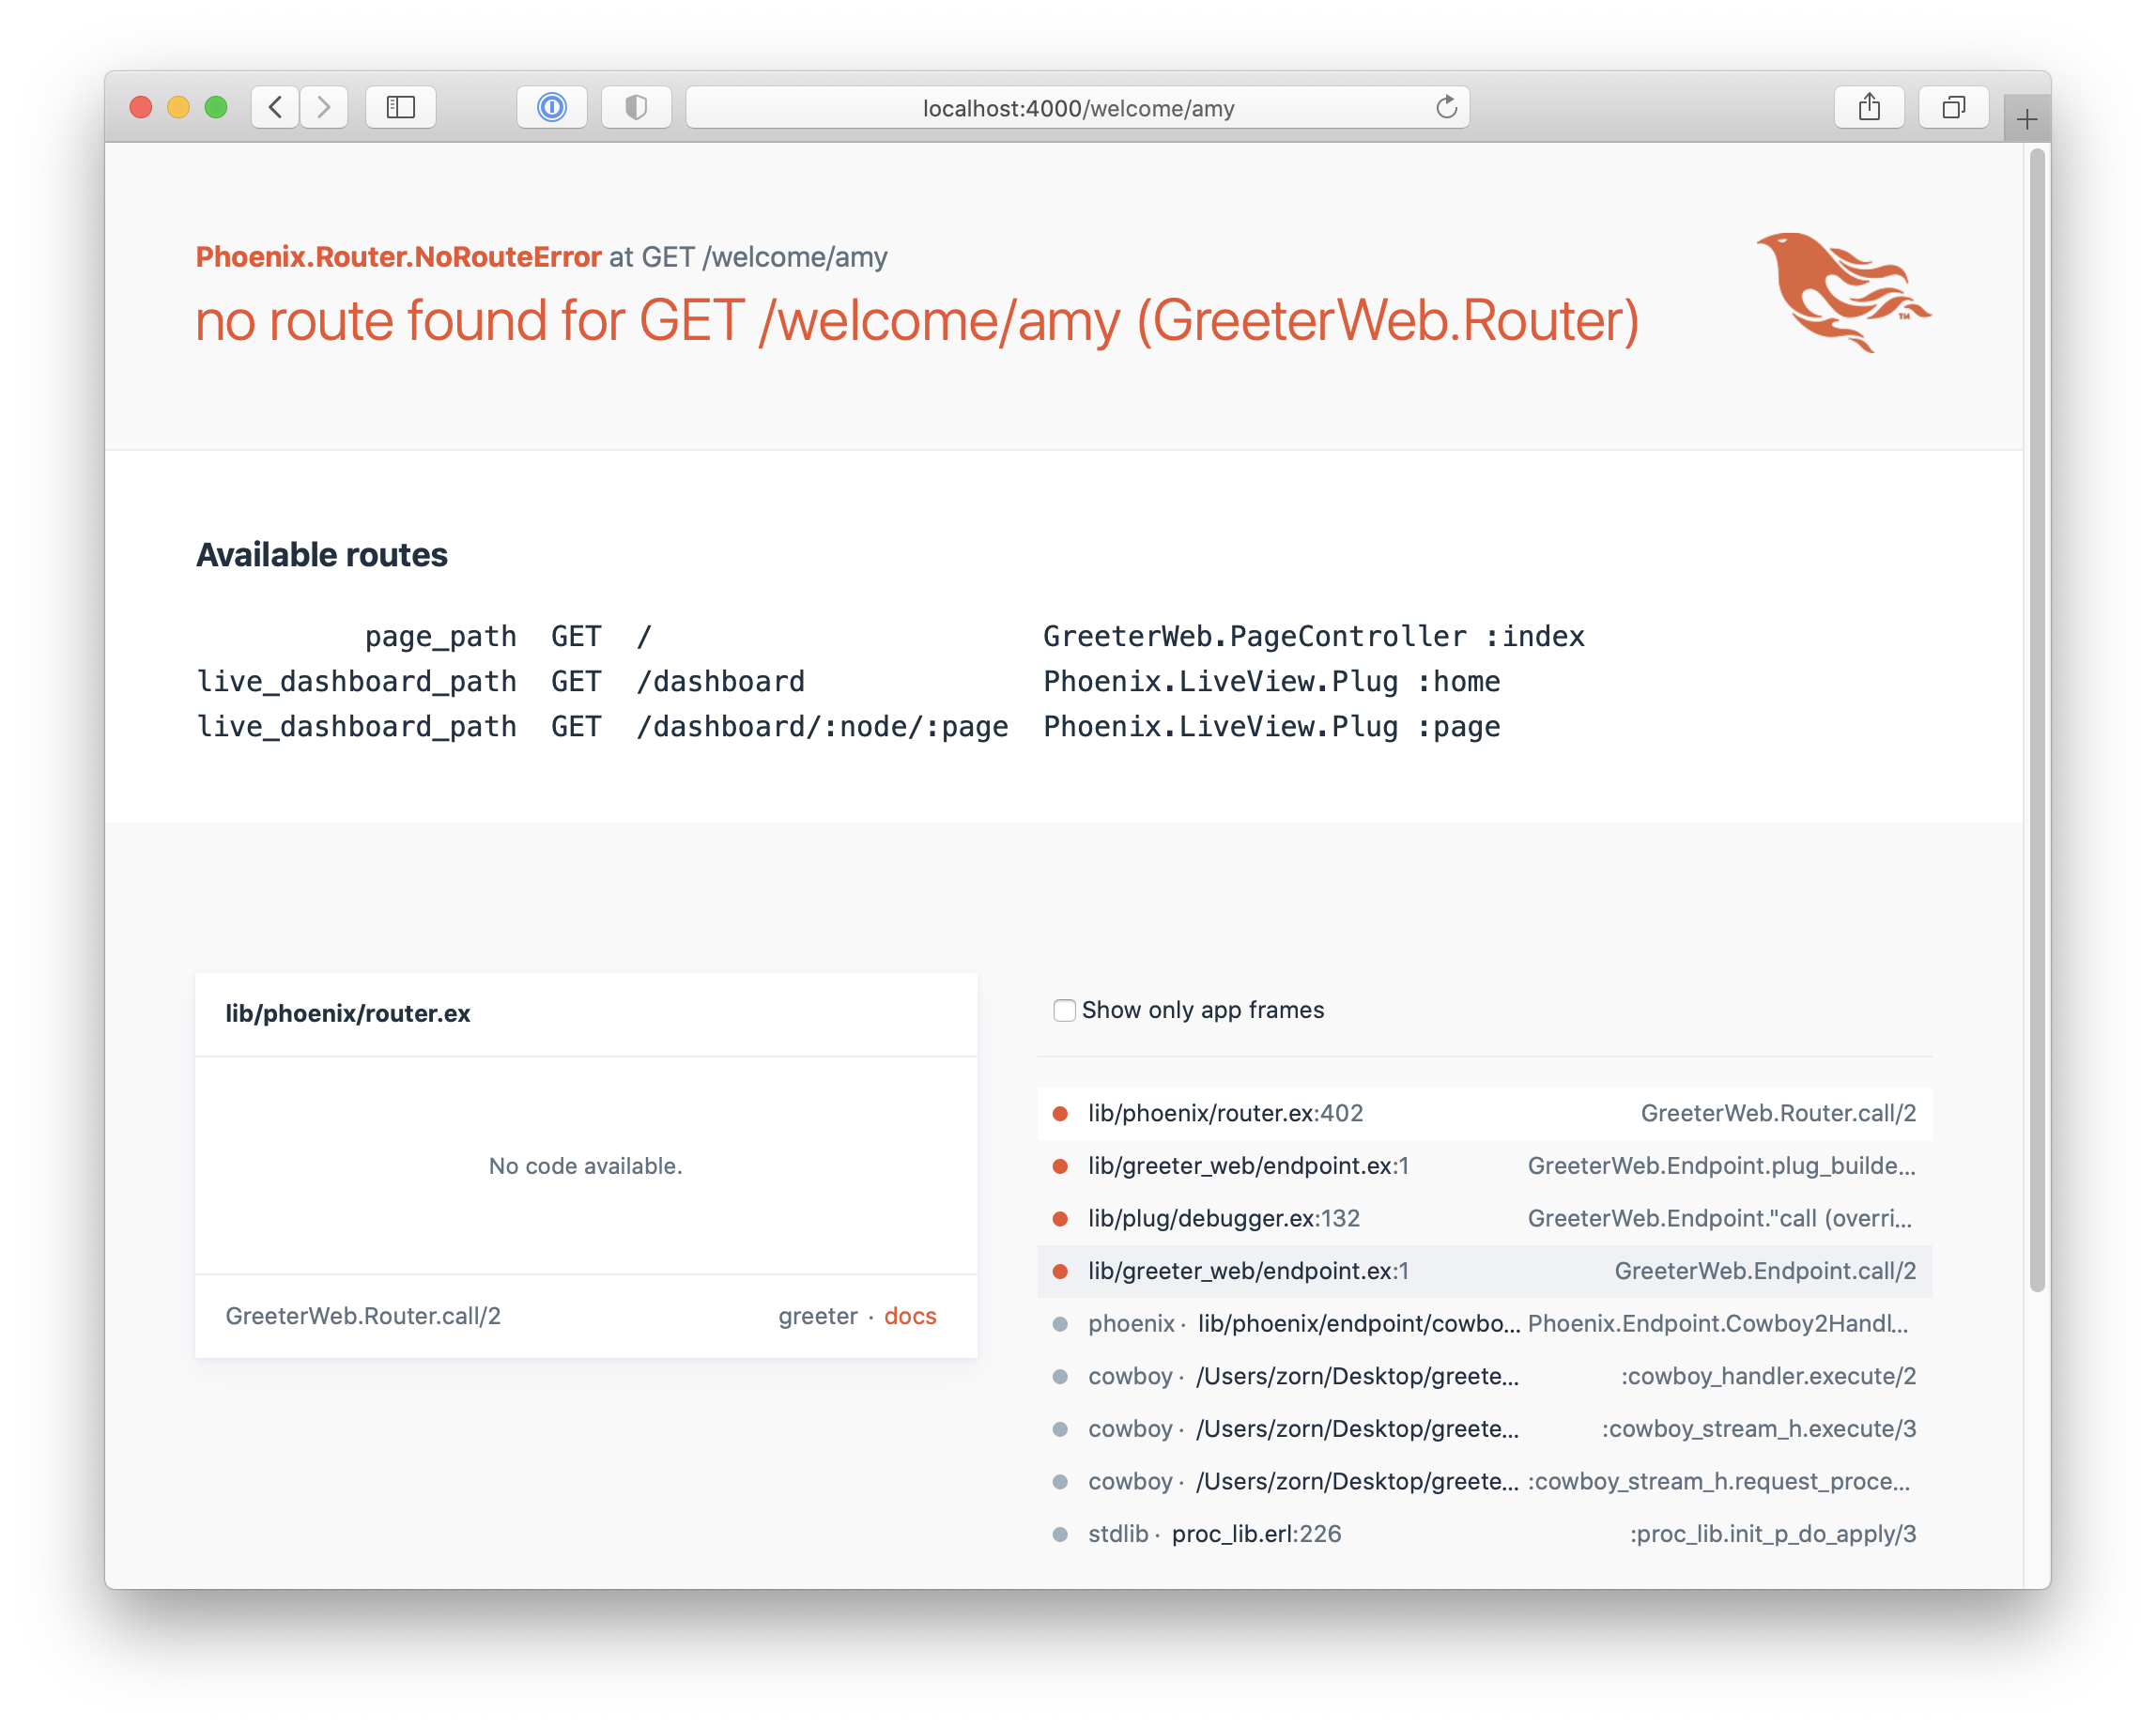 localhost:4000/welcome/amy
Phoenix.Router.NoRouteError at GET /welcome/amy
no route found for GET /welcome/amy (GreeterWeb.Router)
TM
Available routes
page_path GET / GreeterWeb.PageController :index
live_dashboard_path GET /dashboard Phoenix.LiveView.Plug :home
live_dashboard_path GET /dashboard/:node/:page Phoenix.LiveView.Plug :page
lib/phoenix/router.ex
No code available.
GreeterWeb.Router.call/2 greeter · docs
Show only app frames
lib/phoenix/router.ex:402 GreeterWeb.Router.call/2
lib/greeter_web/endpoint.ex:1 GreeterWeb.Endpoint.plug_builde...
lib/plug/debugger.ex:132 GreeterWeb.Endpoint."call (overri...
lib/greeter_web/endpoint.ex:1 GreeterWeb.Endpoint.call/2
phoenix · lib/phoenix/endpoint/cowbo... Phoenix.Endpoint.Cowboy2Handl...
cowboy · /Users/zorn/Desktop/greete... :cowboy_handler.execute/2
cowboy · /Users/zorn/Desktop/greete... :cowboy_stream_h.execute/3
cowboy · /Users/zorn/Desktop/greete... :cowboy_stream_h.request_proce...
stdlib · proc_lib.erl:226 :proc_lib.init_p_do_apply/3